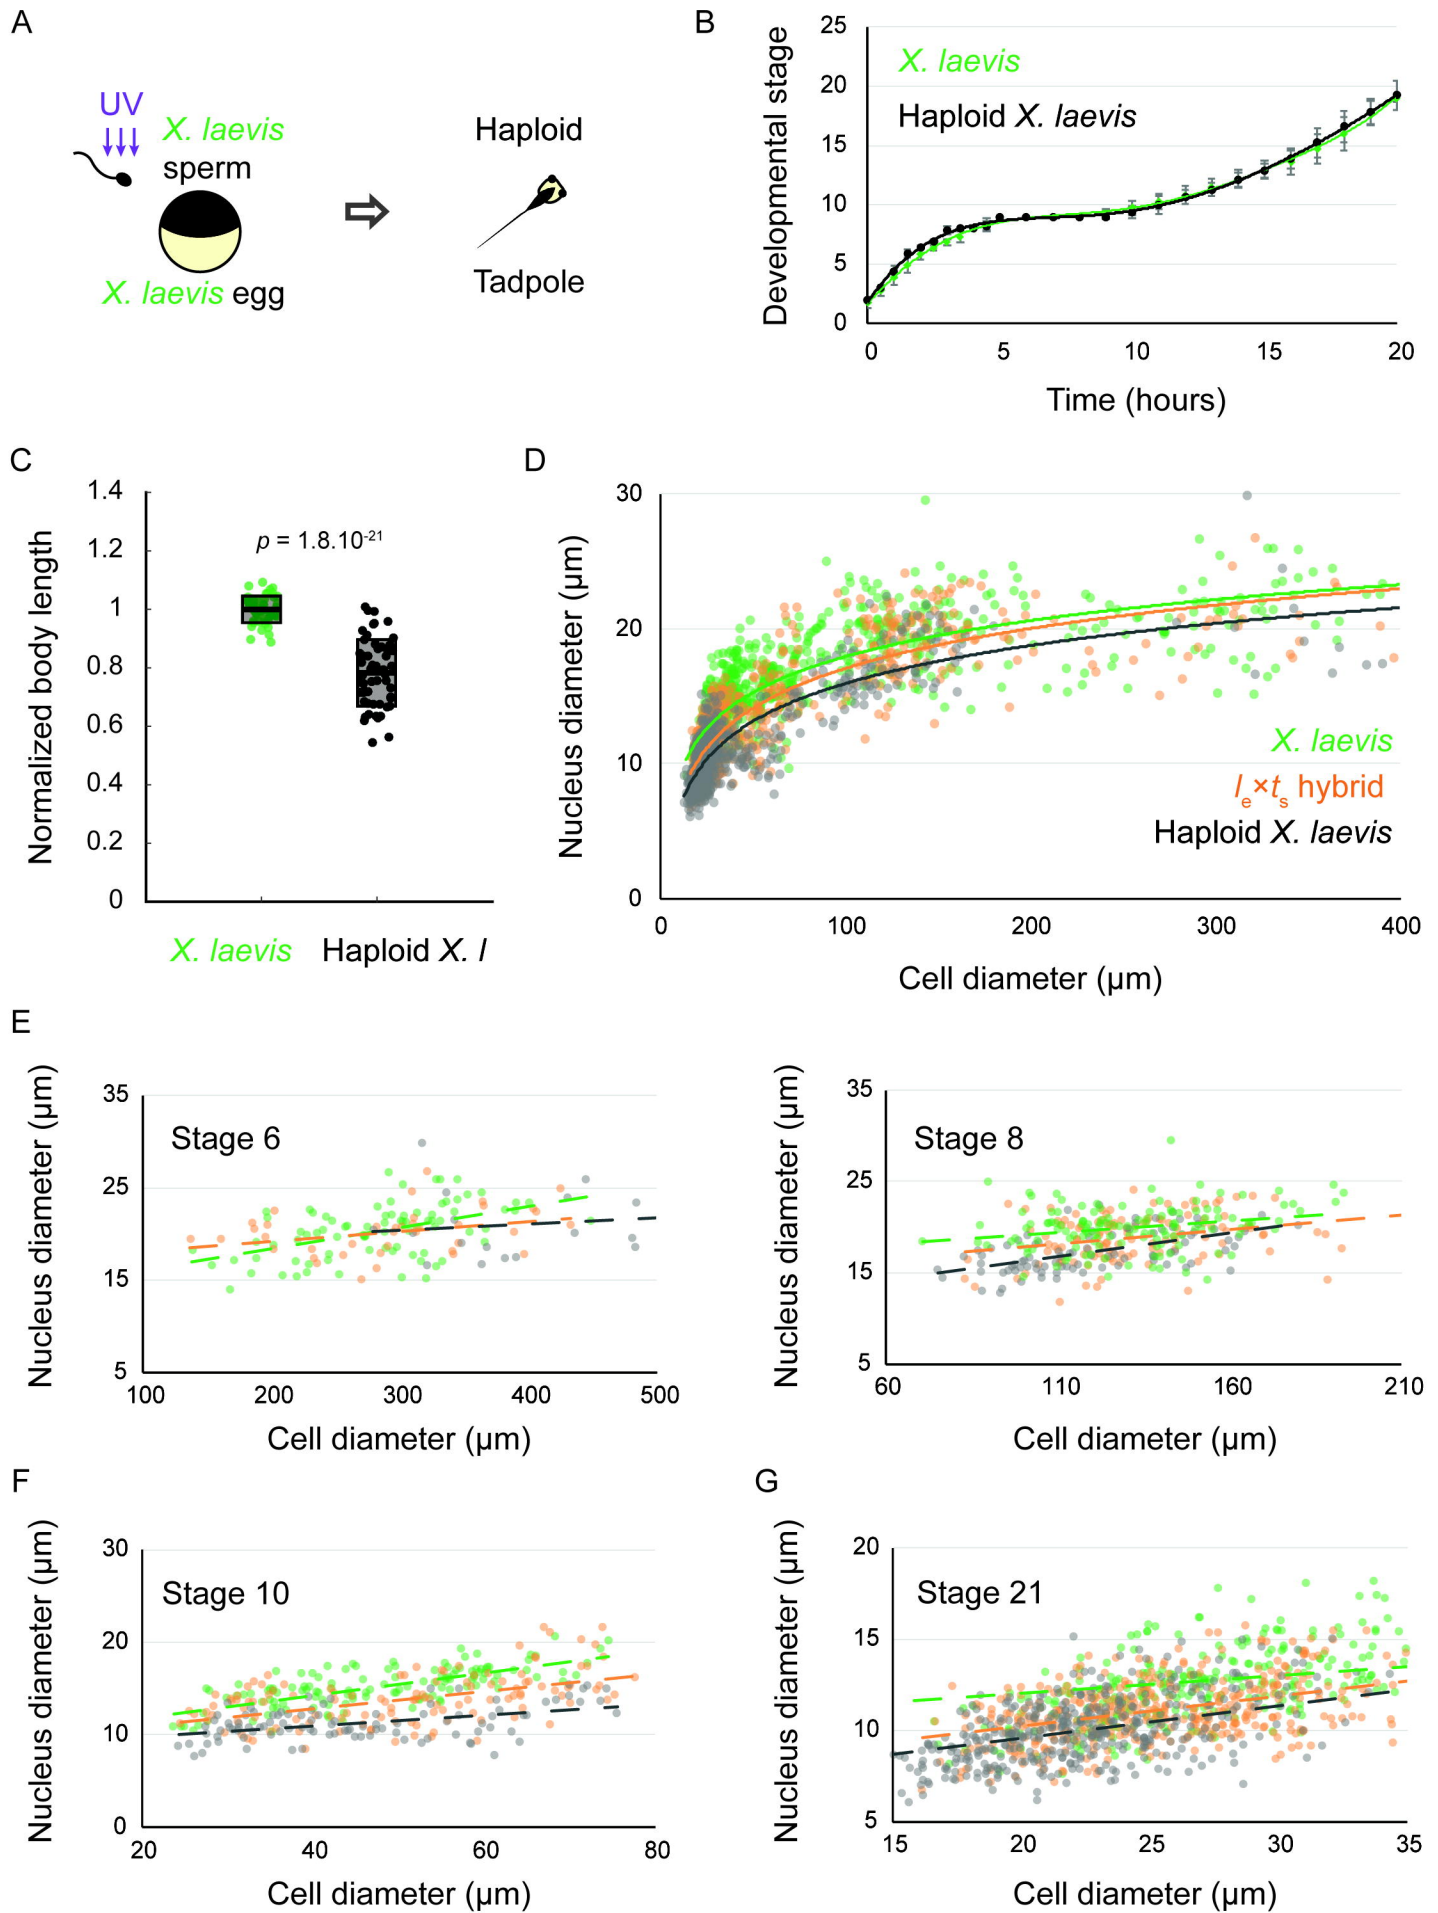 A
UV
X. laevis
sperm
X. laevis egg
Haploid
Tadpole
B
Developmental stage
25
20
15
10
5
0
X. laevis
Haploid X. laevis
0 5 10 15 20
Time (hours)
C
Normalized body length
1.4
1.2
1
0.8
0.6
0.4
0.2
0
p = 1.8.10-21
X. laevis Haploid X. l
D
Nucleus diameter (µm)
30
20
10
0
X. laevis
le×ts hybrid
Haploid X. laevis
0 100 200 300 400
Cell diameter (µm)
E
Nucleus diameter (µm)
35
25
15
5
Stage 6
100 200 300 400 500
Cell diameter (µm)
Nucleus diameter (µm)
35
25
15
5
Stage 8
60 110 160 210
Cell diameter (µm)
F
Nucleus diameter (µm)
30
20
10
0
Stage 10
20 40 60 80
Cell diameter (µm)
G
Nucleus diameter (µm)
20
15
10
5
Stage 21
15 20 25 30 35
Cell diameter (µm)